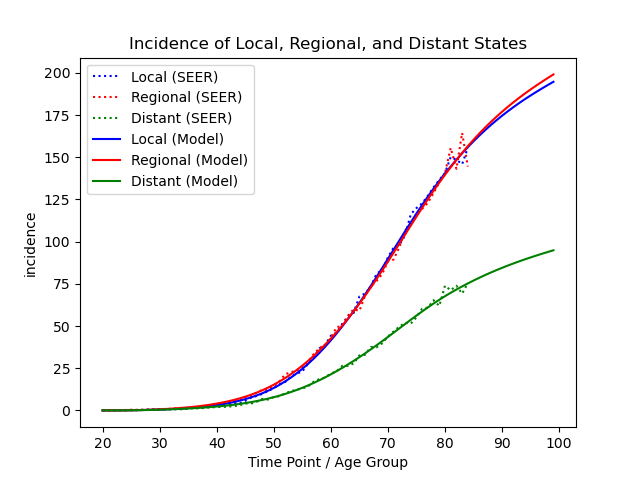 Incidence of Local, Regional, and Distant States
Local (SEER)
Regional (SEER)
Distant (SEER)
Local (Model)
Regional (Model)
Distant (Model)
200
175
150
125
100
75
50
25
0
incidence
20 30 40 50 60 70 80 90 100
Time Point / Age Group